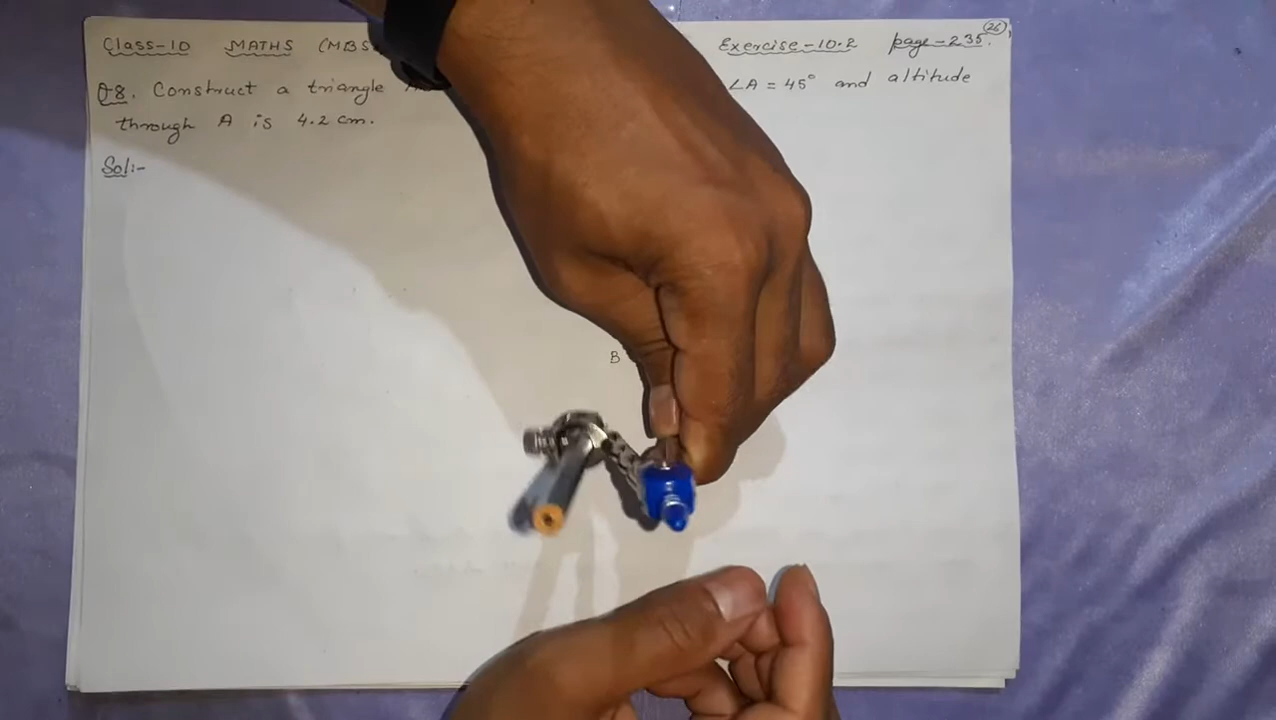 Class-10 MATHS (MBS Exercise-10.2 page-235. 26
Q8. Construct a triangle ∠A = 45° and altitude
through A is 4.2 cm.
Sol:-
B